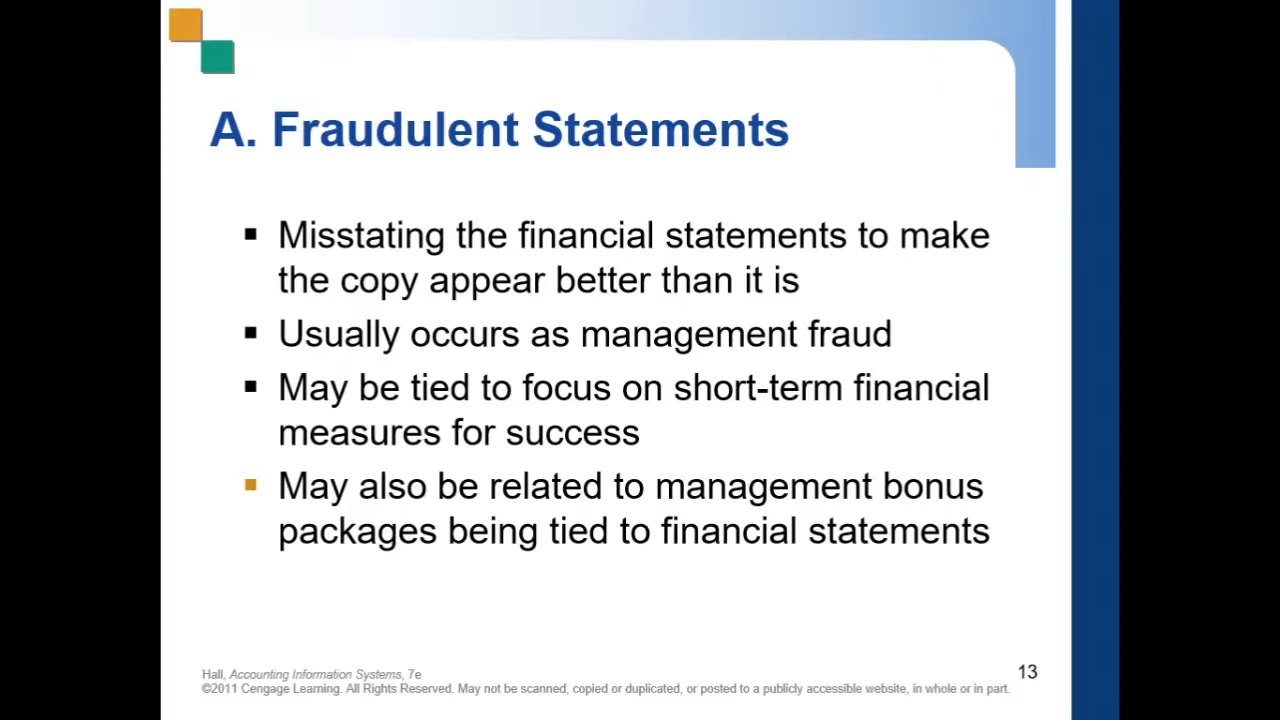 A. Fraudulent Statements
▪ Misstating the financial statements to make
the copy appear better than it is
▪ Usually occurs as management fraud
▪ May be tied to focus on short-term financial
measures for success
▪ May also be related to management bonus
packages being tied to financial statements
Hall, Accounting Information Systems, 7e
©2011 Cengage Learning. All Rights Reserved. May not be scanned, copied or duplicated, or posted to a publicly accessible website, in whole or in part.
13